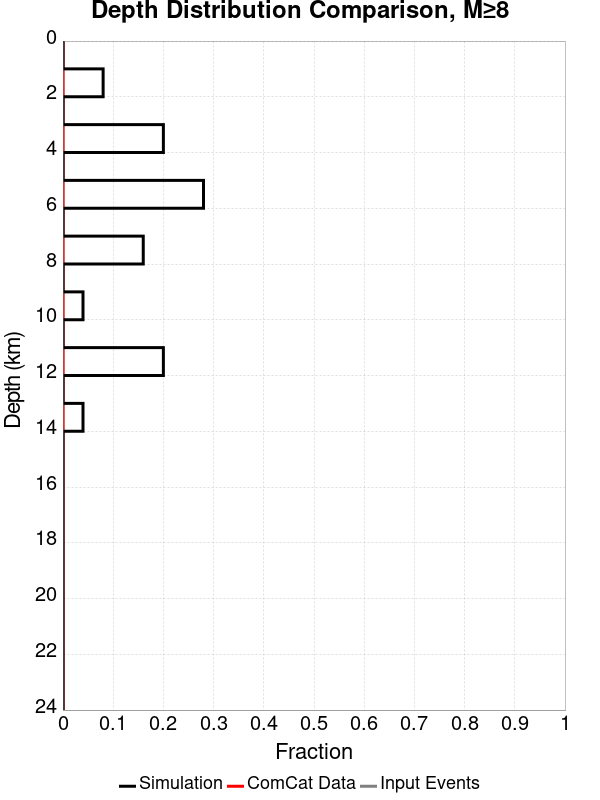 Depth Distribution Comparison, M≥8
0
2
4
6
8
10
12
14
16
18
20
22
24
Depth (km)
0 0.1 0.2 0.3 0.4 0.5 0.6 0.7 0.8 0.9 1
Fraction
Simulation ComCat Data Input Events